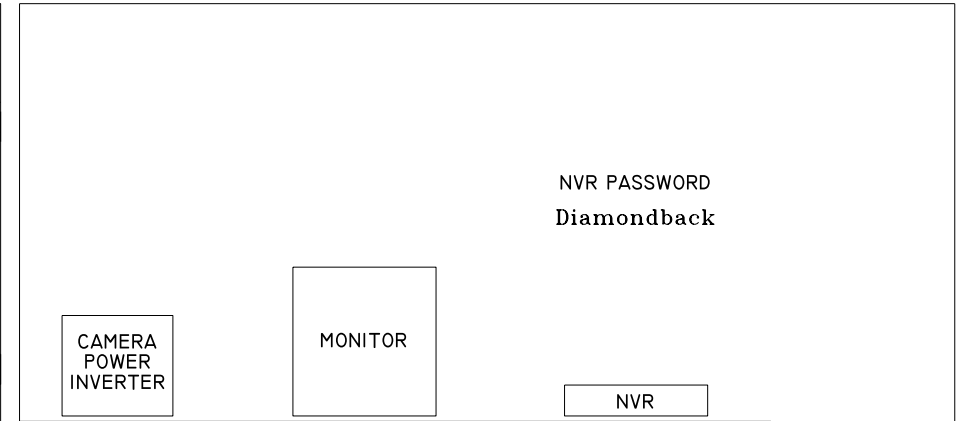 NVR PASSWORD
Diamondback
CAMERA
POWER
INVERTER
MONITOR
NVR